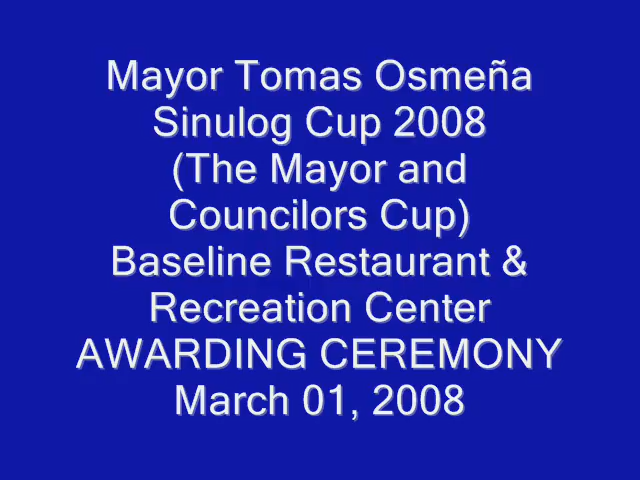 Mayor Tomas Osmeña
Sinulog Cup 2008
(The Mayor and
Councilors Cup)
Baseline Restaurant &
Recreation Center
AWARDING CEREMONY
March 01, 2008